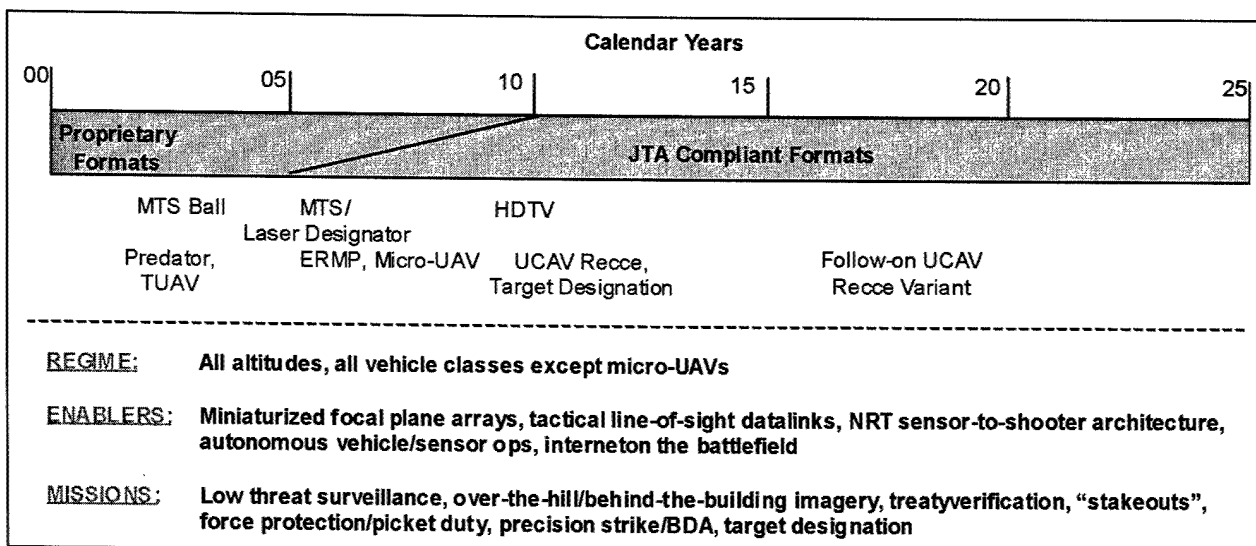 Calendar Years
00 05 10 15 20 25
Proprietary
Formats
JTA Compliant Formats
MTS Ball
MTS/
Laser Designator
HDTV
Predator,
TUAV
ERMP, Micro-UAV
UCAV Recce,
Target Designation
Follow-on UCAV
Recce Variant
REGIME: All altitudes, all vehicle classes except micro-UAVs
ENABLERS: Miniaturized focal plane arrays, tactical line-of-sight datalinks, NRT sensor-to-shooter architecture,
autonomous vehicle/sensor ops, interneton the battlefield
MISSIONS: Low threat surveillance, over-the-hill/behind-the-building imagery, treatyverification, “stakeouts”,
force protection/picket duty, precision strike/BDA, target designation